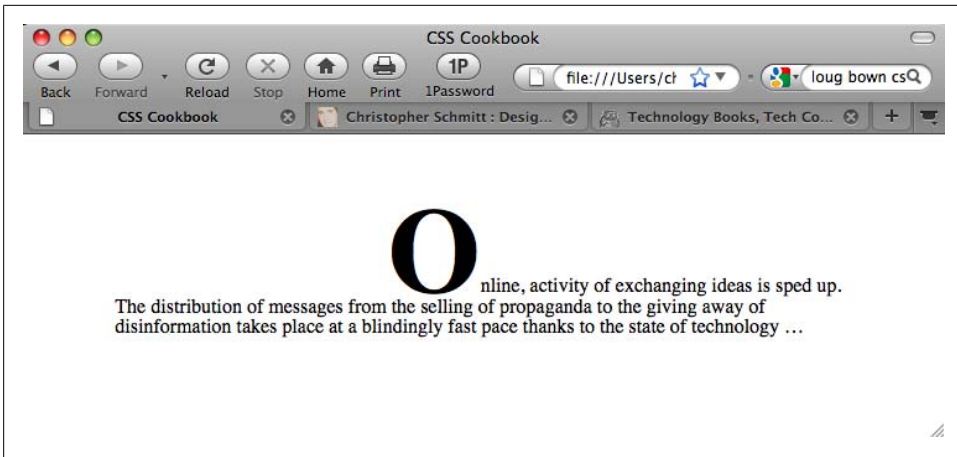 CSS Cookbook
1P
file:///Users/ch
loug bown cs
Back Forward Reload Stop Home Print 1Password
CSS Cookbook Christopher Schmitt : Desig... Technology Books, Tech Co... +
Online, activity of exchanging ideas is sped up.
The distribution of messages from the selling of propaganda to the giving away of
disinformation takes place at a blindingly fast pace thanks to the state of technology …